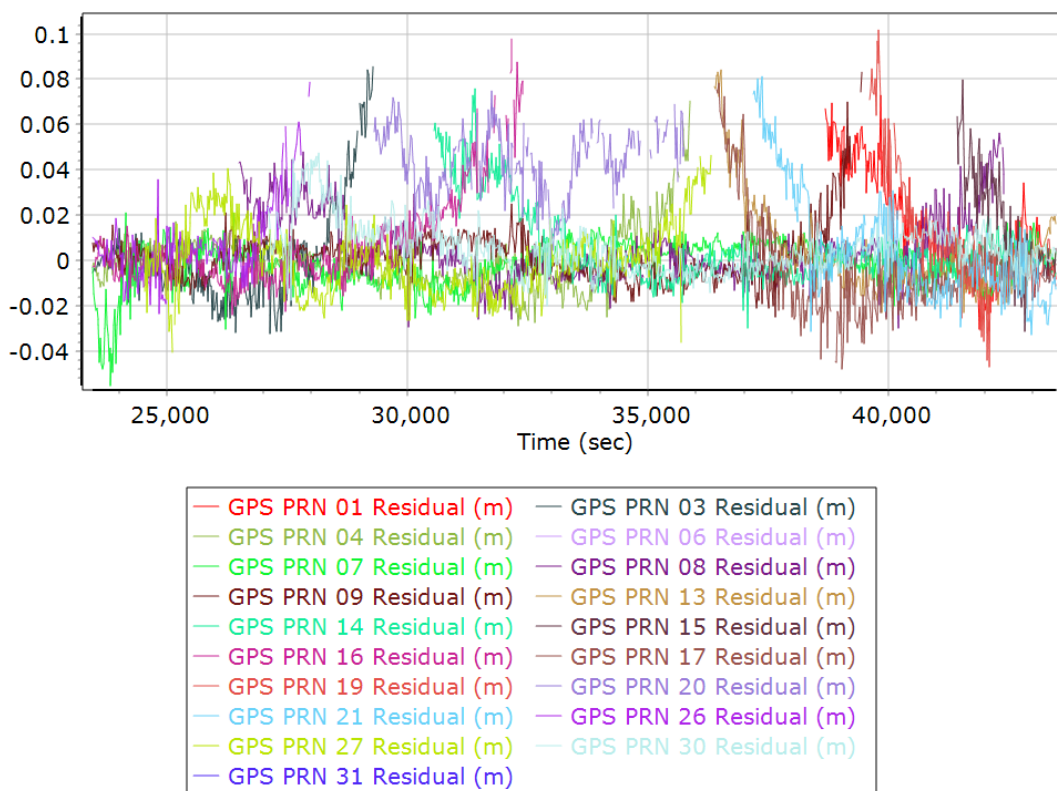 0.1
0.08
0.06
0.04
0.02
0
-0.02
-0.04
25,000 30,000 35,000 40,000
Time (sec)
GPS PRN 01 Residual (m) GPS PRN 03 Residual (m)
GPS PRN 04 Residual (m) GPS PRN 06 Residual (m)
GPS PRN 07 Residual (m) GPS PRN 08 Residual (m)
GPS PRN 09 Residual (m) GPS PRN 13 Residual (m)
GPS PRN 14 Residual (m) GPS PRN 15 Residual (m)
GPS PRN 16 Residual (m) GPS PRN 17 Residual (m)
GPS PRN 19 Residual (m) GPS PRN 20 Residual (m)
GPS PRN 21 Residual (m) GPS PRN 26 Residual (m)
GPS PRN 27 Residual (m) GPS PRN 30 Residual (m)
GPS PRN 31 Residual (m)